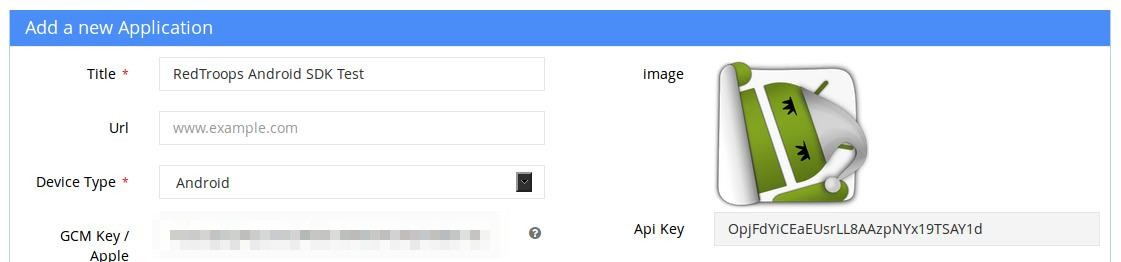 Add a new Application
Title * RedTroops Android SDK Test
image
Url www.example.com
Device Type * Android
GCM Key /
Apple
Api Key OpjFdYiCEaEUsrLL8AAzpNYx19TSAY1d